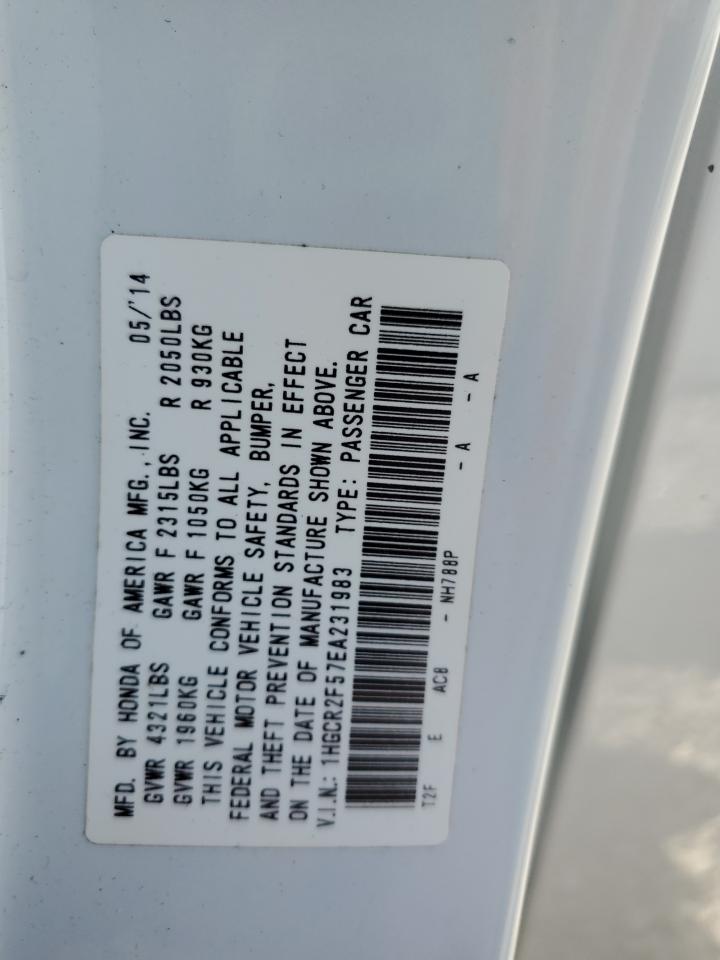 MFD. BY HONDA OF AMERICA MFG., INC. 05/'14
GVWR 4321LBS GAWR F 2315LBS R 2050LBS
GVWR 1960KG GAWR F 1050KG R 930KG
THIS VEHICLE CONFORMS TO ALL APPLICABLE
FEDERAL MOTOR VEHICLE SAFETY, BUMPER,
AND THEFT PREVENTION STANDARDS IN EFFECT
ON THE DATE OF MANUFACTURE SHOWN ABOVE.
V.I.N.: 1HGCR2F57EA231983 TYPE: PASSENGER CAR
T2F E AC8 - NH788P - A - A